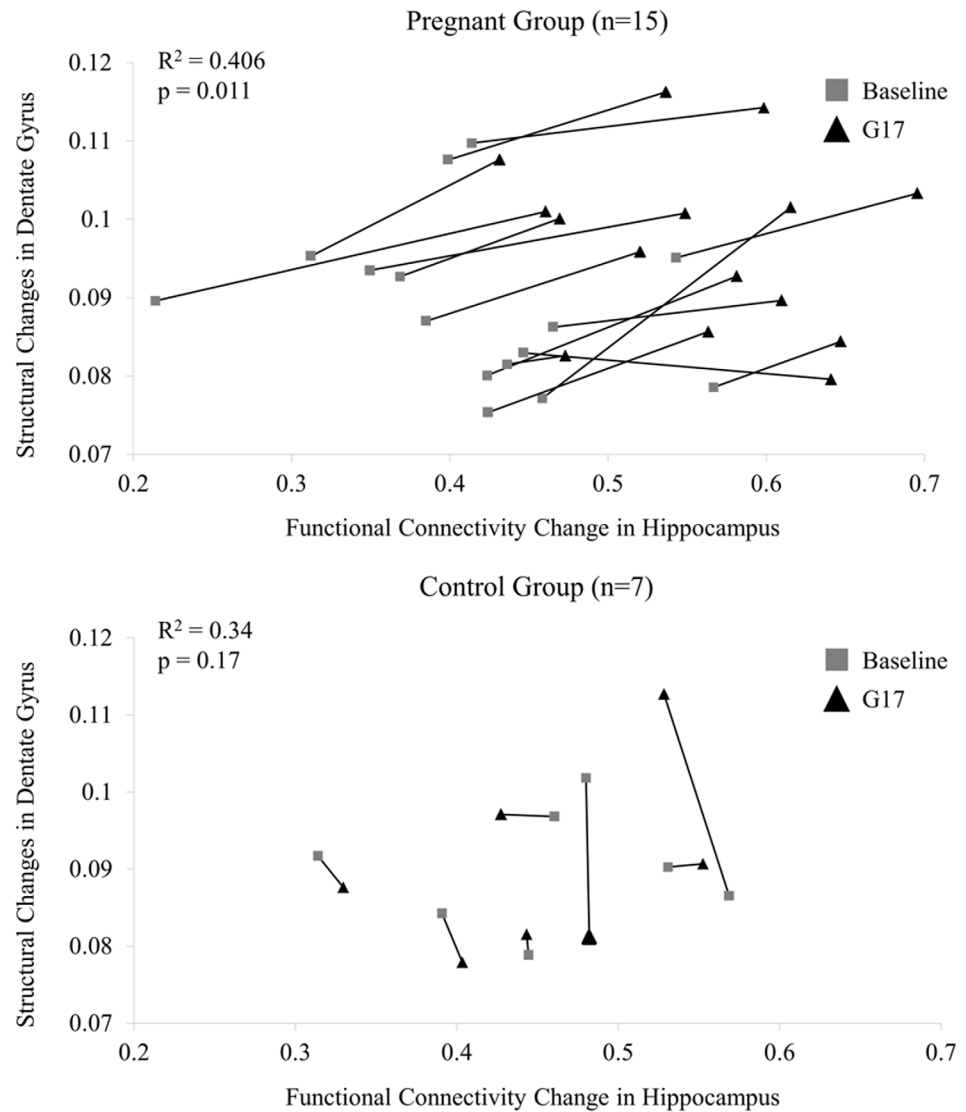 Pregnant Group (n=15)
R² = 0.406
p = 0.011
Baseline
G17
0.12
0.11
0.1
0.09
0.08
0.07
Structural Changes in Dentate Gyrus
0.2 0.3 0.4 0.5 0.6 0.7
Functional Connectivity Change in Hippocampus
Control Group (n=7)
R² = 0.34
p = 0.17
Baseline
G17
0.12
0.11
0.1
0.09
0.08
0.07
Structural Changes in Dentate Gyrus
0.2 0.3 0.4 0.5 0.6 0.7
Functional Connectivity Change in Hippocampus